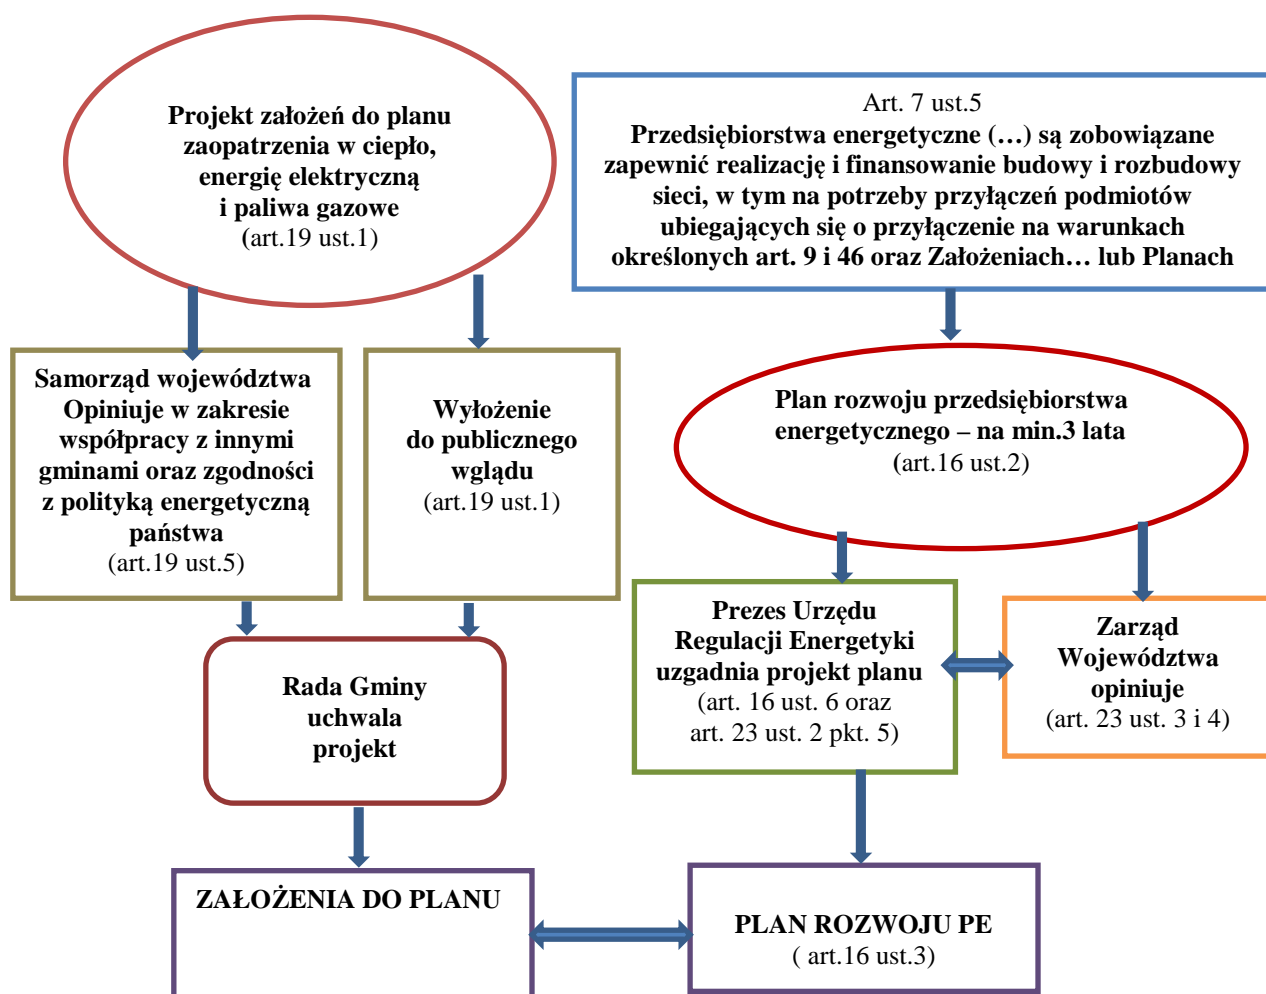 Projekt założeń do planu
zaopatrzenia w ciepło,
energię elektryczną
i paliwa gazowe
(art.19 ust.1)
Art. 7 ust.5
Przedsiębiorstwa energetyczne (…) są zobowiązane
zapewnić realizację i finansowanie budowy i rozbudowy
sieci, w tym na potrzeby przyłączeń podmiotów
ubiegających się o przyłączenie na warunkach
określonych art. 9 i 46 oraz Założeniach… lub Planach
Samorząd województwa
Opiniuje w zakresie
współpracy z innymi
gminami oraz zgodności
z polityką energetyczną
państwa
(art.19 ust.5)
Wyłożenie
do publicznego
wglądu
(art.19 ust.1)
Plan rozwoju przedsiębiorstwa
energetycznego – na min.3 lata
(art.16 ust.2)
Prezes Urzędu
Regulacji Energetyki
uzgadnia projekt planu
(art. 16 ust. 6 oraz
art. 23 ust. 2 pkt. 5)
Zarząd
Województwa
opiniuje
(art. 23 ust. 3 i 4)
Rada Gminy
uchwala
projekt
ZAŁOŻENIA DO PLANU
PLAN ROZWOJU PE
( art.16 ust.3)